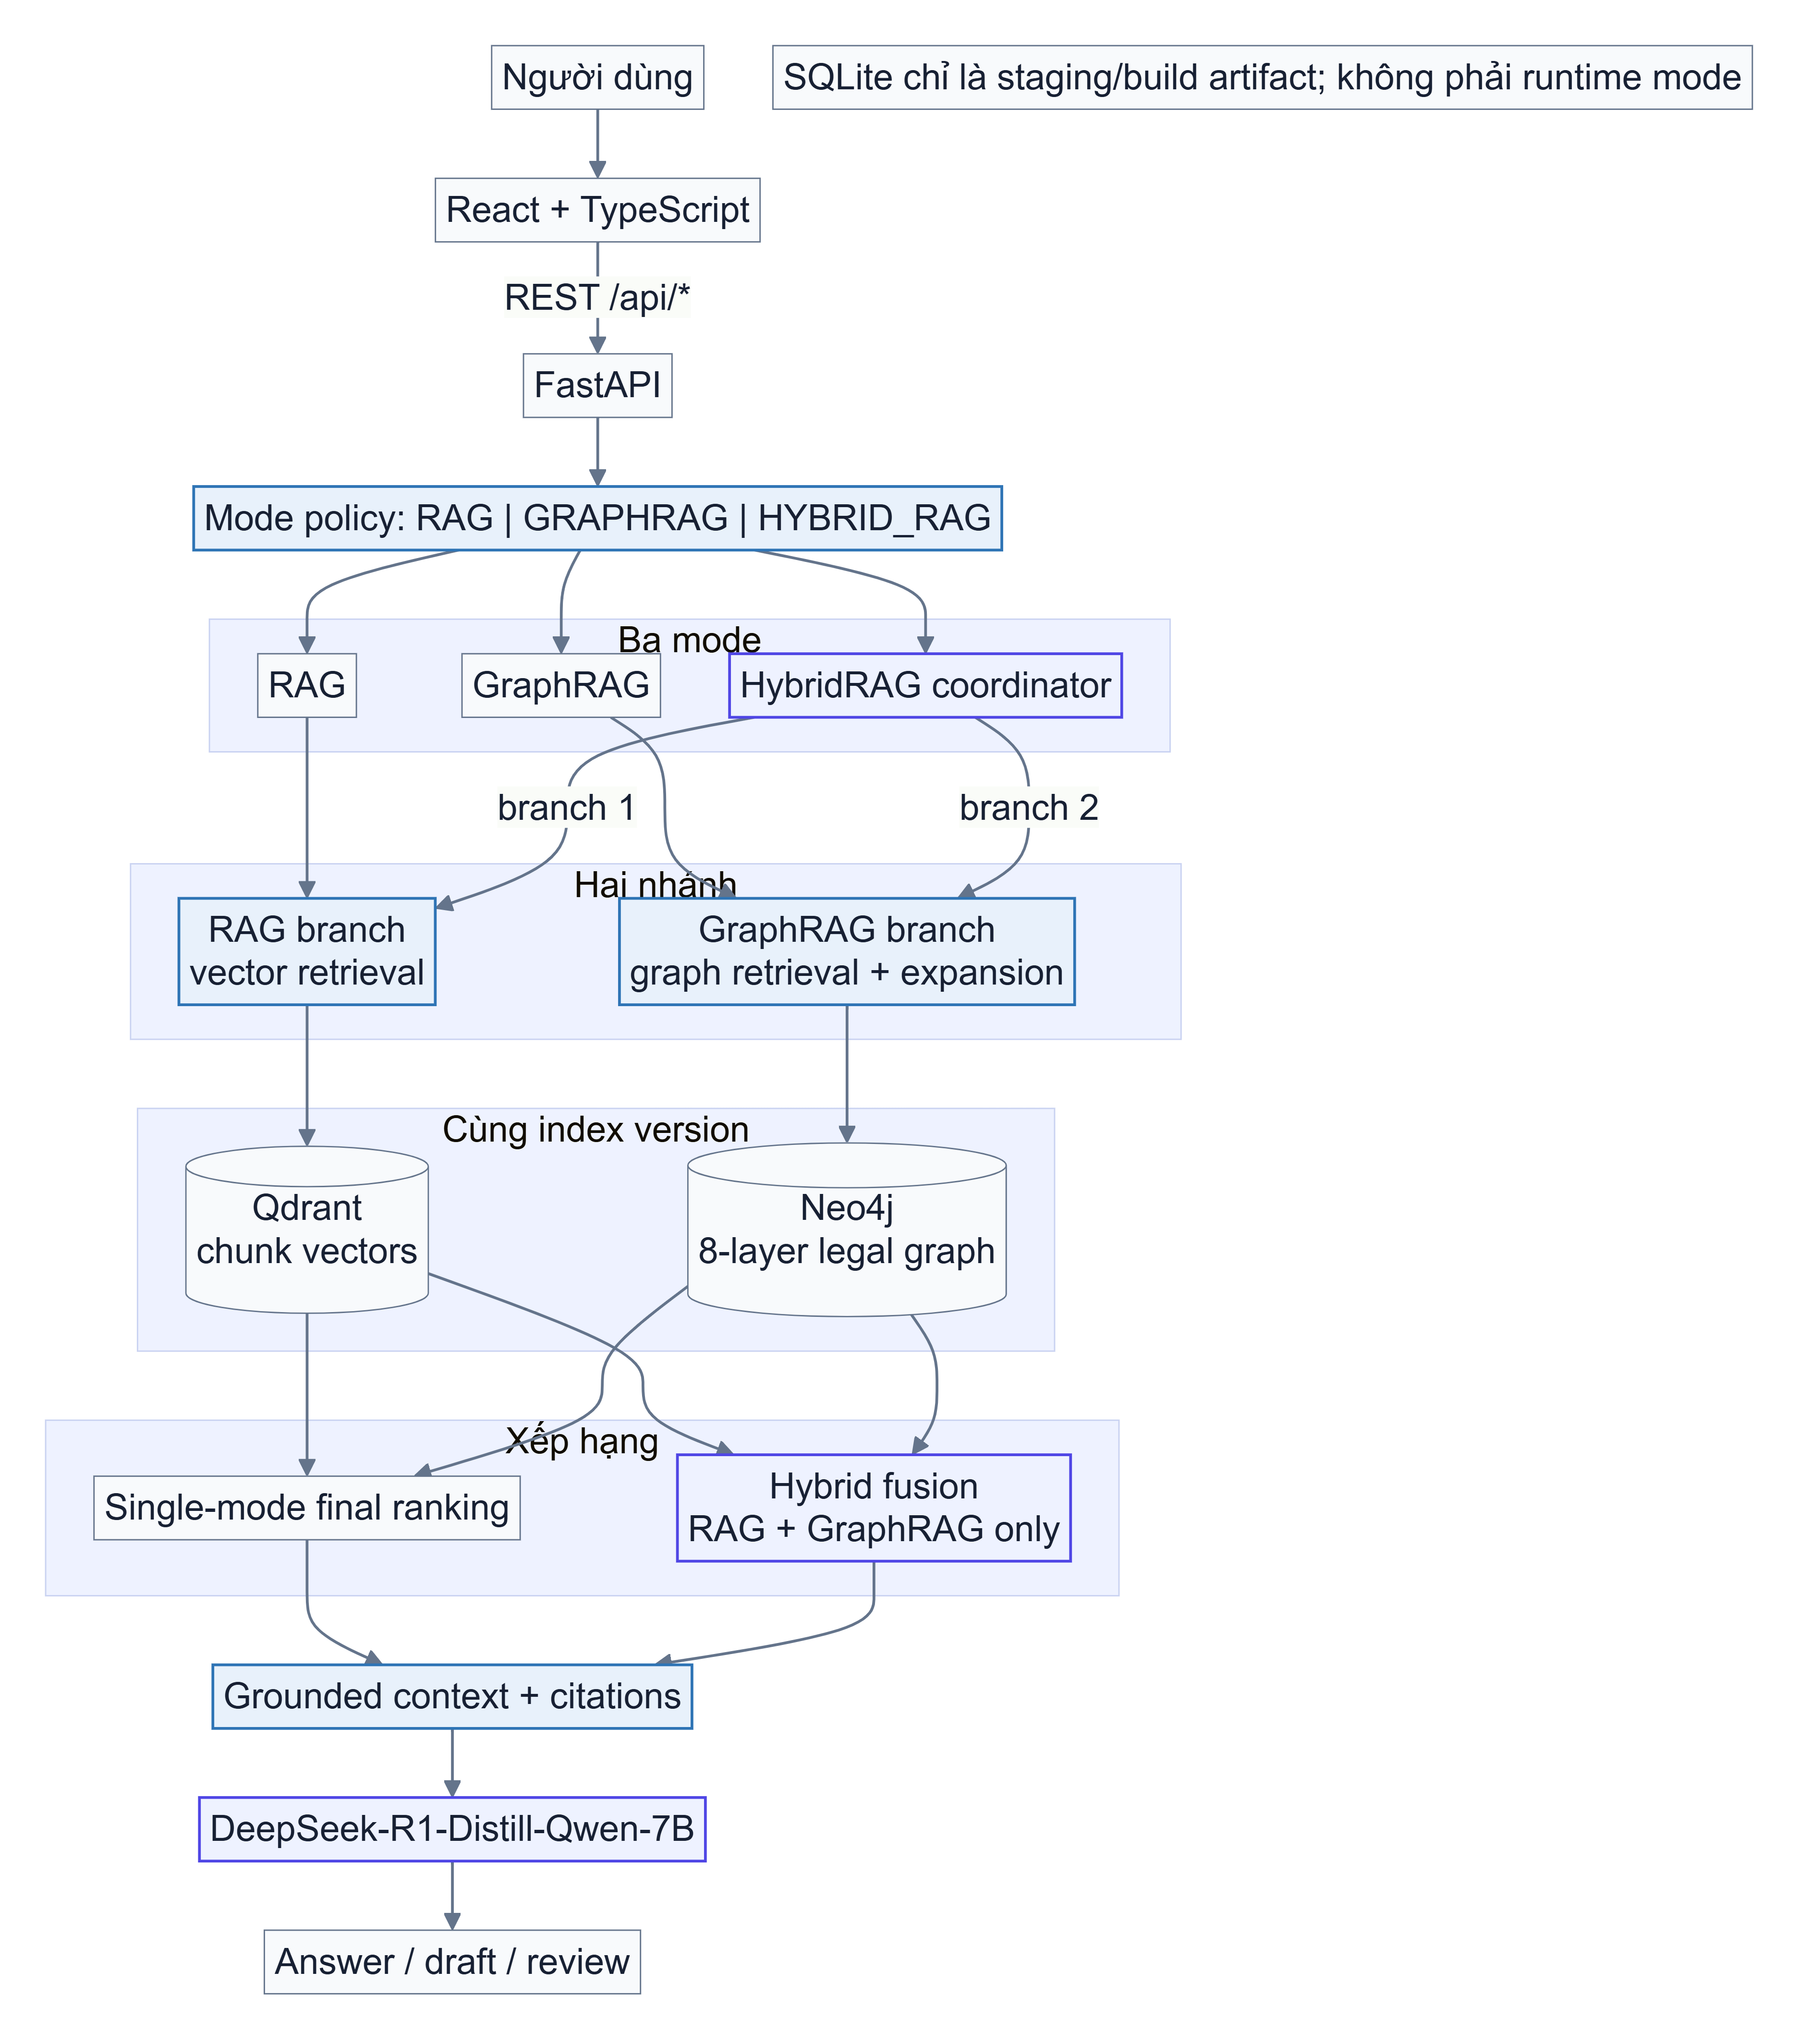 Người dùng
SQLite chỉ là staging/build artifact; không phải runtime mode
React + TypeScript
REST /api/*
FastAPI
Mode policy: RAG | GRAPHRAG | HYBRID_RAG
Ba mode
RAG
GraphRAG
HybridRAG coordinator
branch 1
branch 2
Hai nhánh
RAG branch
vector retrieval
GraphRAG branch
graph retrieval + expansion
Cùng index version
Qdrant
chunk vectors
Neo4j
8-layer legal graph
Xếp hạng
Single-mode final ranking
Hybrid fusion
RAG + GraphRAG only
Grounded context + citations
DeepSeek-R1-Distill-Qwen-7B
Answer / draft / review